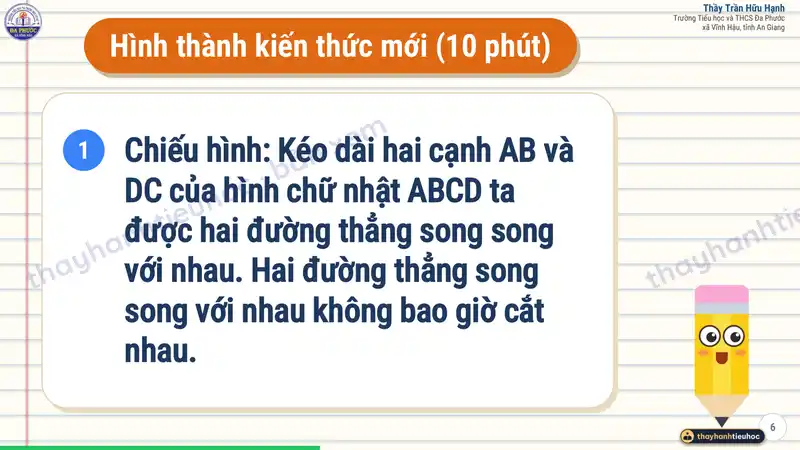 Thầy Trần Hữu Hạnh
Trường Tiểu học và THCS Đa Phước
xã Vĩnh Hậu, tỉnh An Giang
ĐA PHƯỚC
Hình thành kiến thức mới (10 phút)
1
Chiếu hình: Kéo dài hai cạnh AB và
DC của hình chữ nhật ABCD ta
được hai đường thẳng song song
với nhau. Hai đường thẳng song
song với nhau không bao giờ cắt
nhau.
thayhanhtieuhoc
6